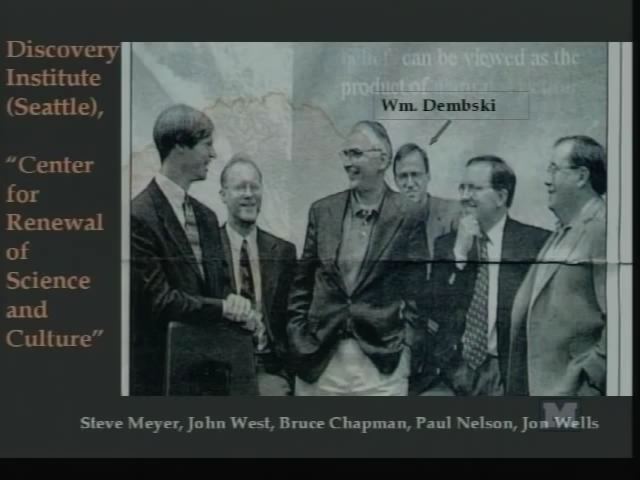 Discovery
Institute
(Seattle),
“Center
for
Renewal
of
Science
and
Culture”
can be viewed as the
product of
Wm. Dembski
Steve Meyer, John West, Bruce Chapman, Paul Nelson, Jon Wells